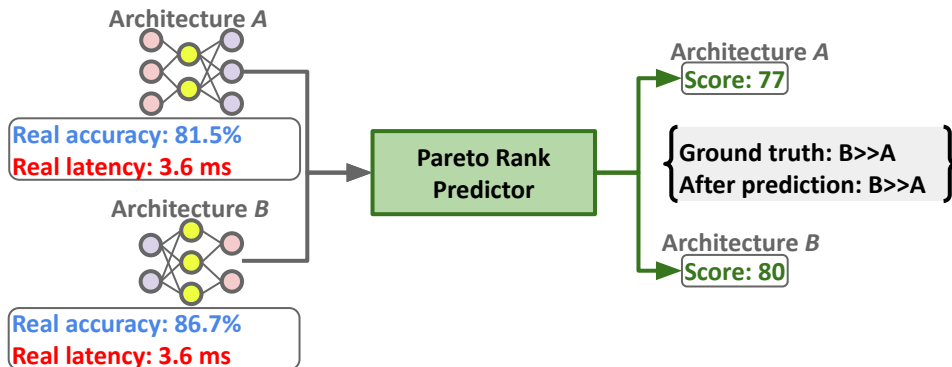 Architecture A
Real accuracy: 81.5%
Real latency: 3.6 ms
Architecture B
Real accuracy: 86.7%
Real latency: 3.6 ms
Pareto Rank
Predictor
Architecture A
Score: 77
Ground truth: B>>A
After prediction: B>>A
Architecture B
Score: 80